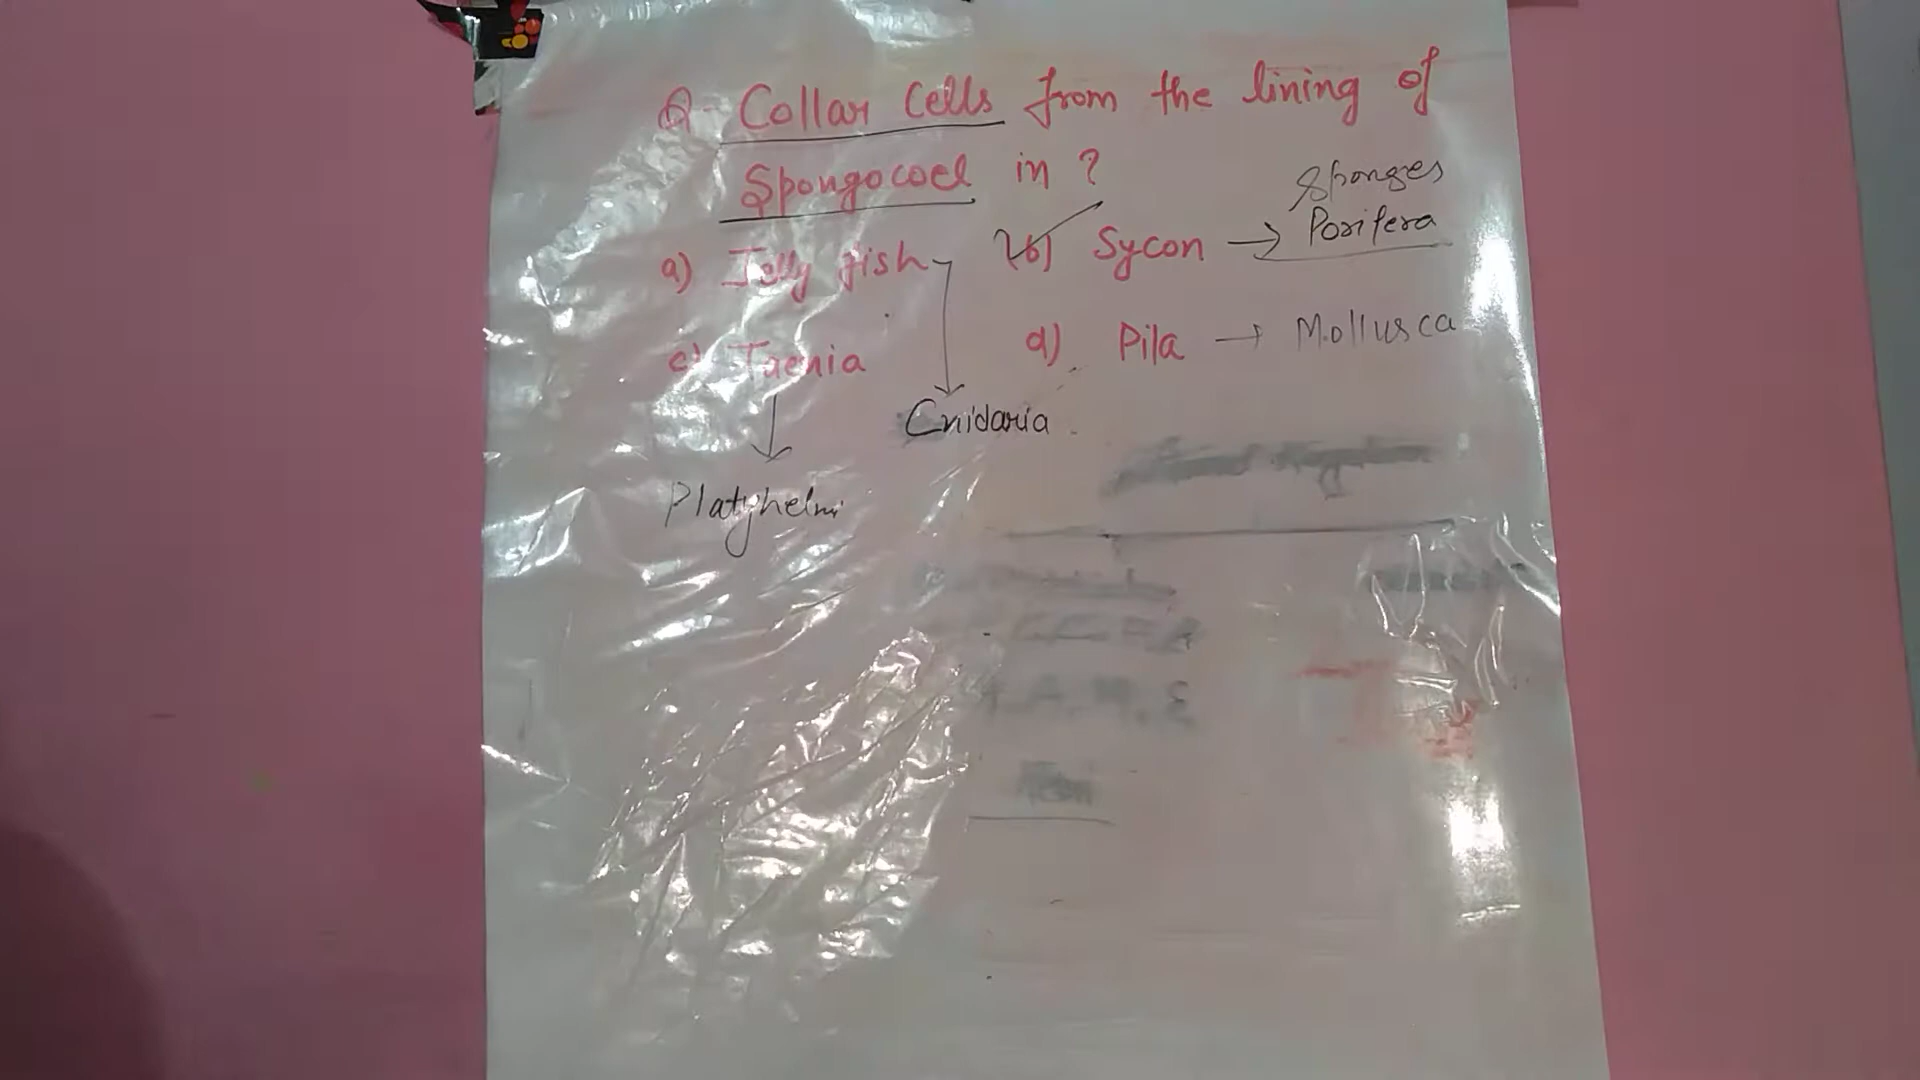 Q- Collar Cells from the lining of
Spongocoel in ?
a) Jelly fish
b) Sycon → Sponges
Porifera
c) Taenia
d) Pila → Mollusca
Cnidaria
Platyhelmi